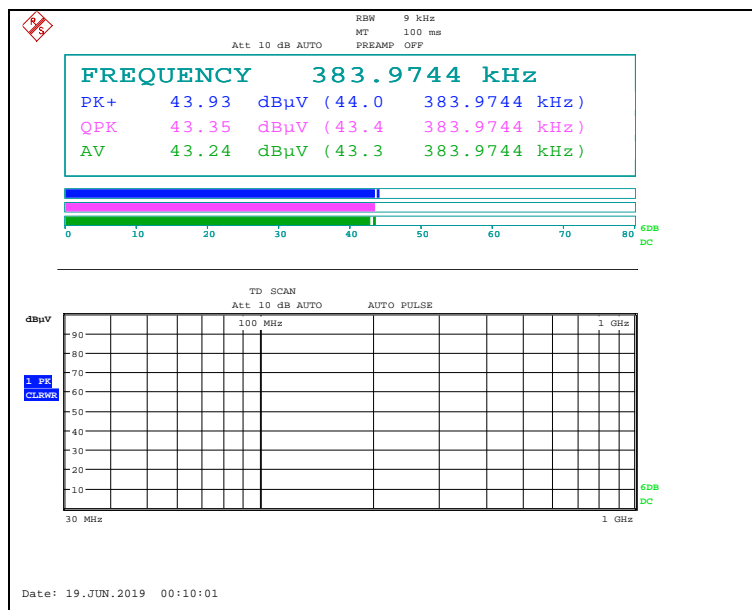 R S
RBW 9 kHz
MT 100 ms
Att 10 dB AUTO PREAMP OFF
FREQUENCY 383.9744 kHz
PK+ 43.93 dBµV (44.0 383.9744 kHz)
QPK 43.35 dBµV (43.4 383.9744 kHz)
AV 43.24 dBµV (43.3 383.9744 kHz)
0 10 20 30 40 50 60 70 80
6DB
DC
TD SCAN
Att 10 dB AUTO AUTO PULSE
dBµV
100 MHz 1 GHz
90
80
70
1 PK
CLRWR
60
50
40
30
20
10
6DB
DC
30 MHz 1 GHz
Date: 19.JUN.2019 00:10:01